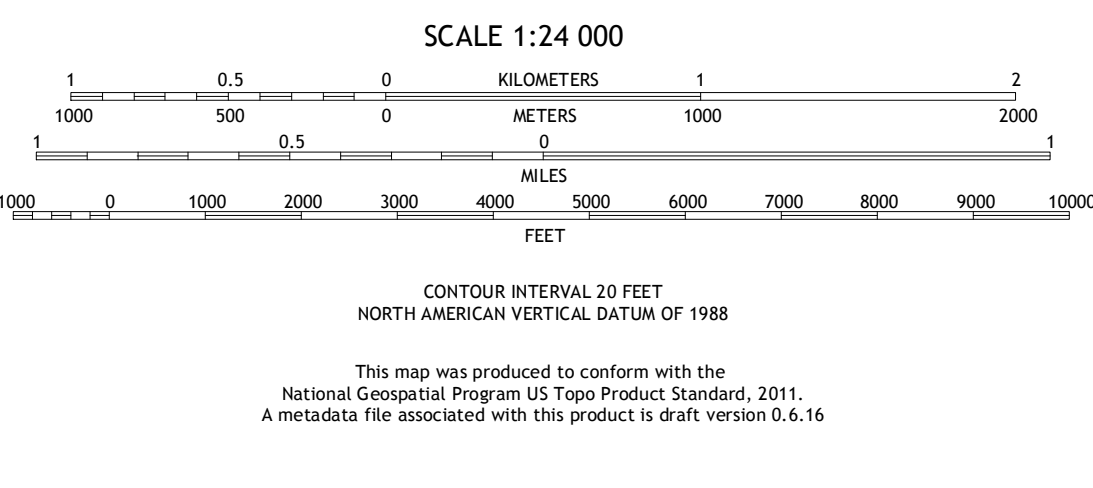 SCALE 1:24 000
1 0.5 0 KILOMETERS 1 2
1000 500 0 METERS 1000 2000
1 0.5 0 1
MILES
1000 0 1000 2000 3000 4000 5000 6000 7000 8000 9000 10000
FEET
CONTOUR INTERVAL 20 FEET
NORTH AMERICAN VERTICAL DATUM OF 1988
This map was produced to conform with the
National Geospatial Program US Topo Product Standard, 2011.
A metadata file associated with this product is draft version 0.6.16